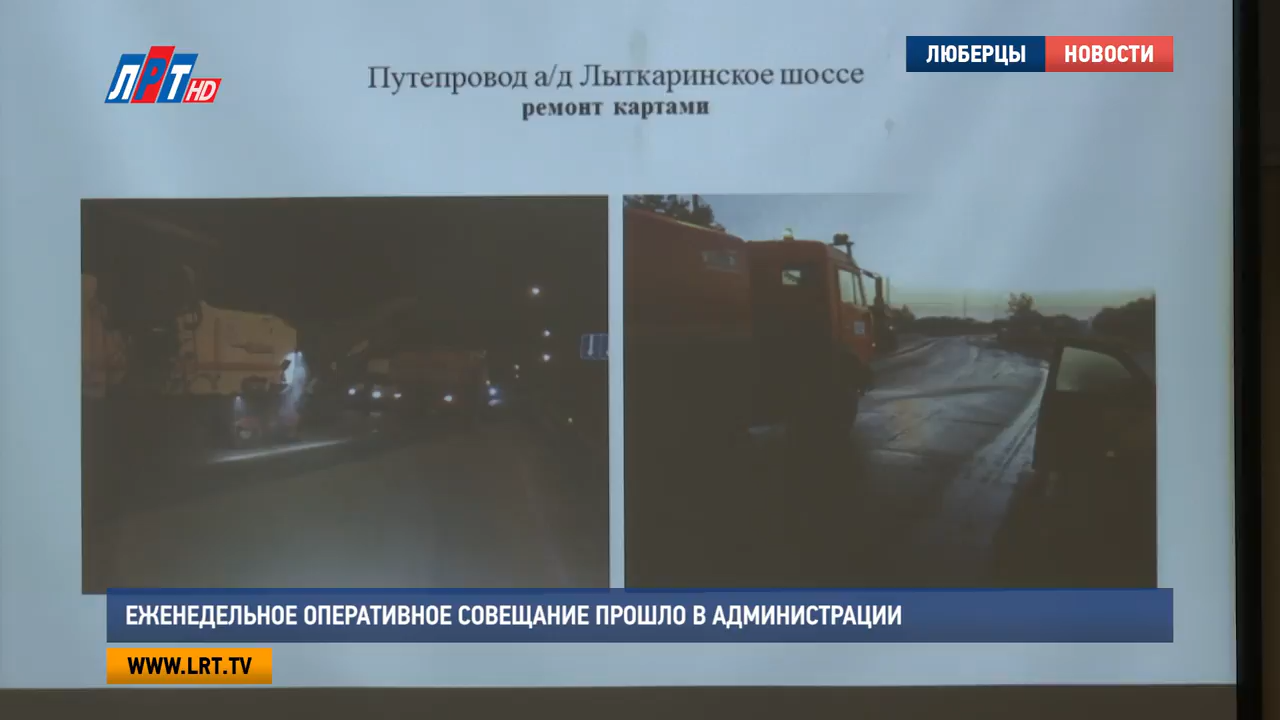 ЛРТ HD
ЛЮБЕРЦЫ НОВОСТИ
Путепровод а/д Лыткаринское шоссе
ремонт картами
ЕЖЕНЕДЕЛЬНОЕ ОПЕРАТИВНОЕ СОВЕЩАНИЕ ПРОШЛО В АДМИНИСТРАЦИИ
WWW.LRT.TV